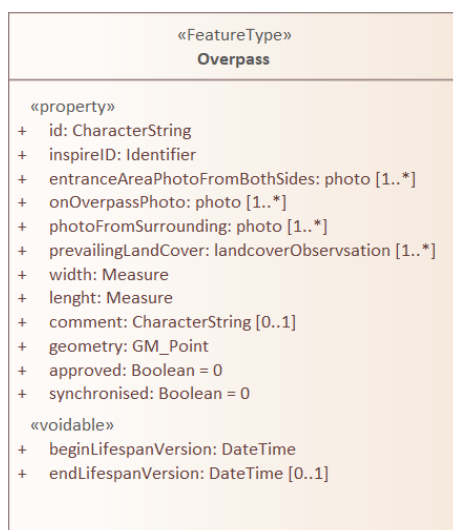 «FeatureType»
Overpass
«property»
+ id: CharacterString
+ inspireID: Identifier
+ entranceAreaPhotoFromBothSides: photo [1..*]
+ onOverpassPhoto: photo [1..*]
+ photoFromSurrounding: photo [1..*]
+ prevailingLandCover: landcoverObservsation [1..*]
+ width: Measure
+ lenght: Measure
+ comment: CharacterString [0..1]
+ geometry: GM_Point
+ approved: Boolean = 0
+ synchronised: Boolean = 0
«voidable»
+ beginLifespanVersion: DateTime
+ endLifespanVersion: DateTime [0..1]